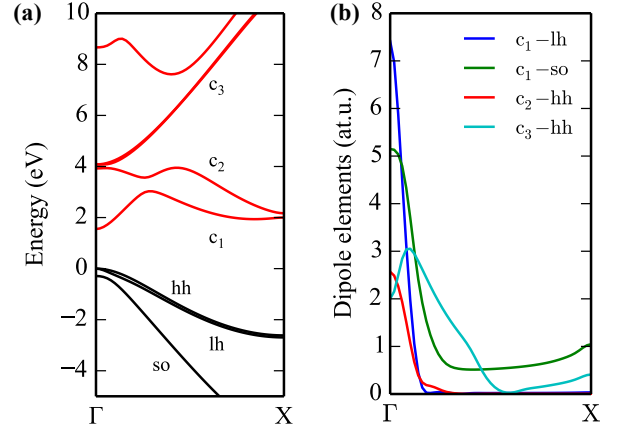 (a)
Energy (eV)
10
8
6
4
2
0
−2
−4
Γ
X
c3
c2
c1
hh
lh
so
(b)
Dipole elements (at.u.)
8
7
6
5
4
3
2
1
0
Γ
X
c1−lh
c1−so
c2−hh
c3−hh